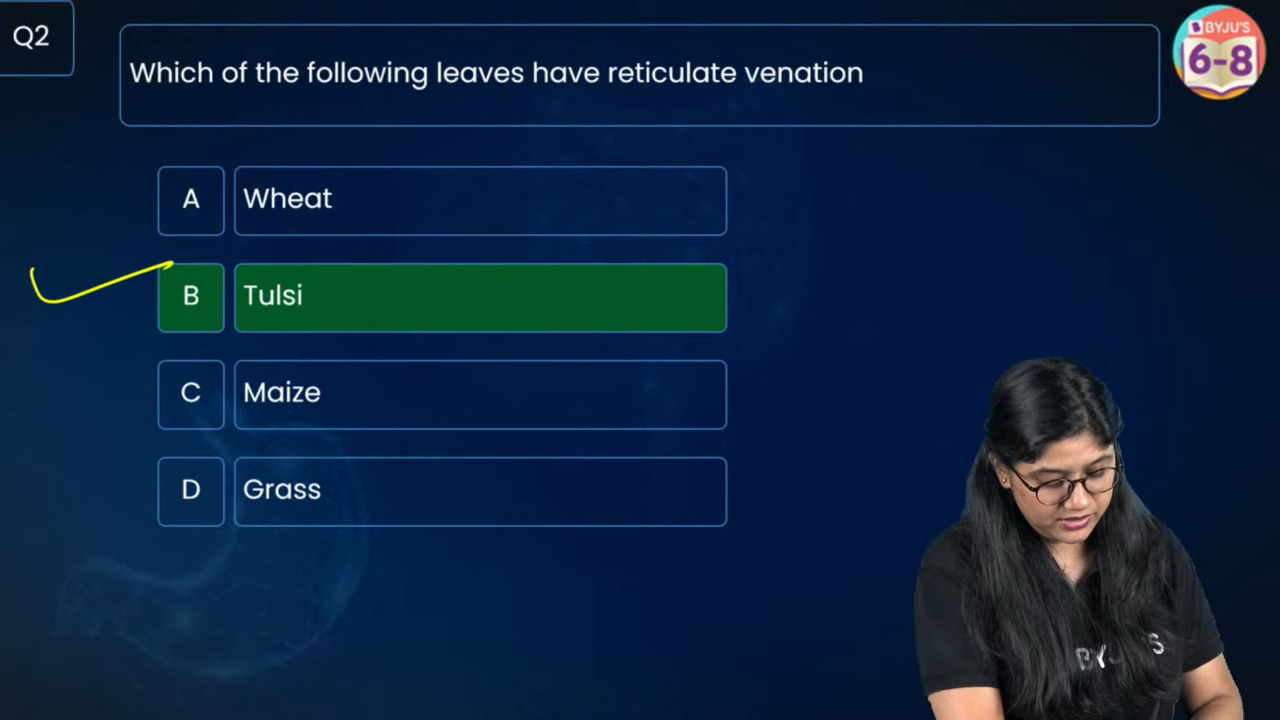 Q2
Which of the following leaves have reticulate venation
BYJU'S
6-8
A Wheat
B Tulsi
C Maize
D Grass